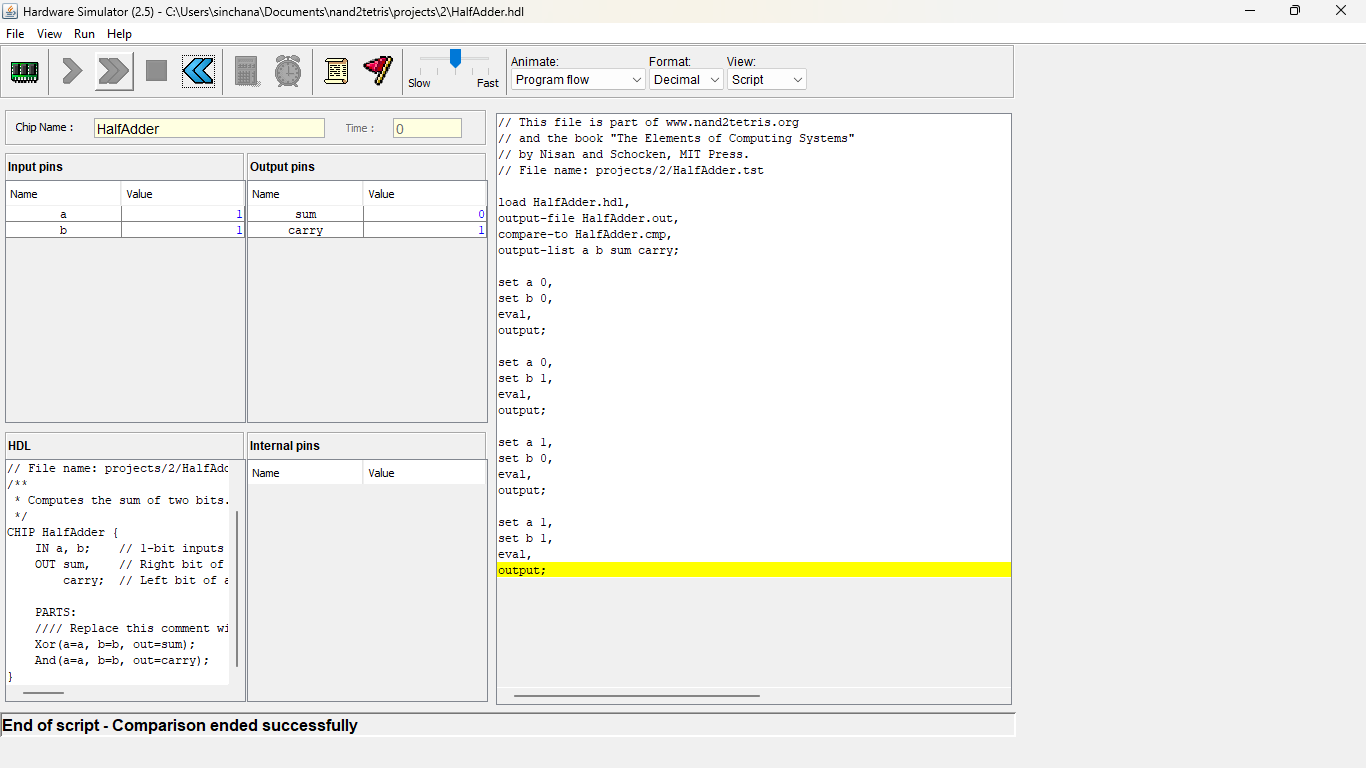 Hardware Simulator (2.5) - C:\Users\sinchana\Documents\nand2tetris\projects\2\HalfAdder.hdl
File View Run Help
Slow Fast
Animate: Format: View:
Program flow Decimal Script
Chip Name : HalfAdder Time : 0
Input pins
Name Value
a 1
b 1
Output pins
Name Value
sum 0
carry 1
HDL
// File name: projects/2/HalfAdd
/**
* Computes the sum of two bits.
*/
CHIP HalfAdder {
IN a, b; // 1-bit inputs
OUT sum, // Right bit of
carry; // Left bit of a
PARTS:
//// Replace this comment wi
Xor(a=a, b=b, out=sum);
And(a=a, b=b, out=carry);
}
Internal pins
Name Value
// This file is part of www.nand2tetris.org
// and the book "The Elements of Computing Systems"
// by Nisan and Schocken, MIT Press.
// File name: projects/2/HalfAdder.tst
load HalfAdder.hdl,
output-file HalfAdder.out,
compare-to HalfAdder.cmp,
output-list a b sum carry;
set a 0,
set b 0,
eval,
output;
set a 0,
set b 1,
eval,
output;
set a 1,
set b 0,
eval,
output;
set a 1,
set b 1,
eval,
output;
End of script - Comparison ended successfully